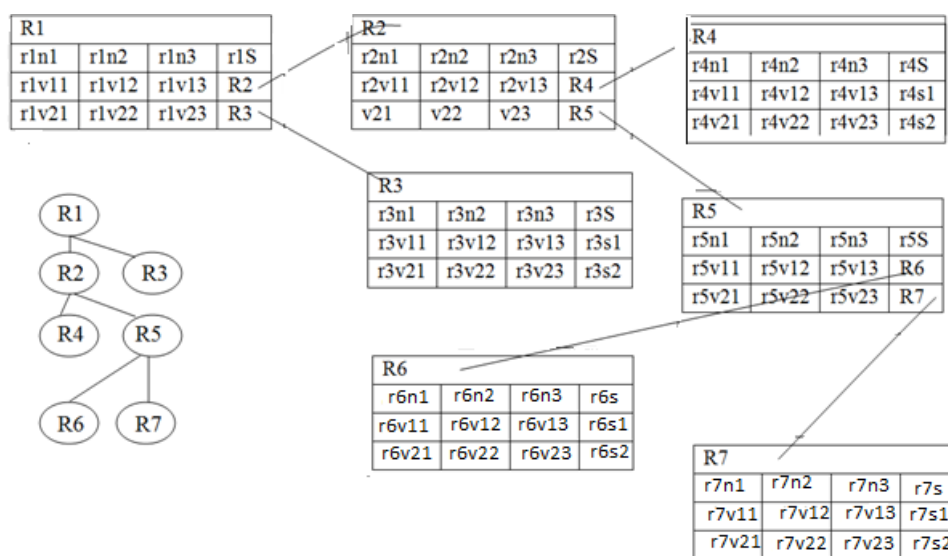 R1
r1n1 r1n2 r1n3 r1S
r1v11 r1v12 r1v13 R2
r1v21 r1v22 r1v23 R3
R2
r2n1 r2n2 r2n3 r2S
r2v11 r2v12 r2v13 R4
v21 v22 v23 R5
R4
r4n1 r4n2 r4n3 r4S
r4v11 r4v12 r4v13 r4s1
r4v21 r4v22 r4v23 r4s2
R3
r3n1 r3n2 r3n3 r3S
r3v11 r3v12 r3v13 r3s1
r3v21 r3v22 r3v23 r3s2
R5
r5n1 r5n2 r5n3 r5S
r5v11 r5v12 r5v13 R6
r5v21 r5v22 r5v23 R7
R1
R2 R3
R4 R5
R6 R7
R6
r6n1 r6n2 r6n3 r6s
r6v11 r6v12 r6v13 r6s1
r6v21 r6v22 r6v23 r6s2
R7
r7n1 r7n2 r7n3 r7s
r7v11 r7v12 r7v13 r7s1
r7v21 r7v22 r7v23 r7s2